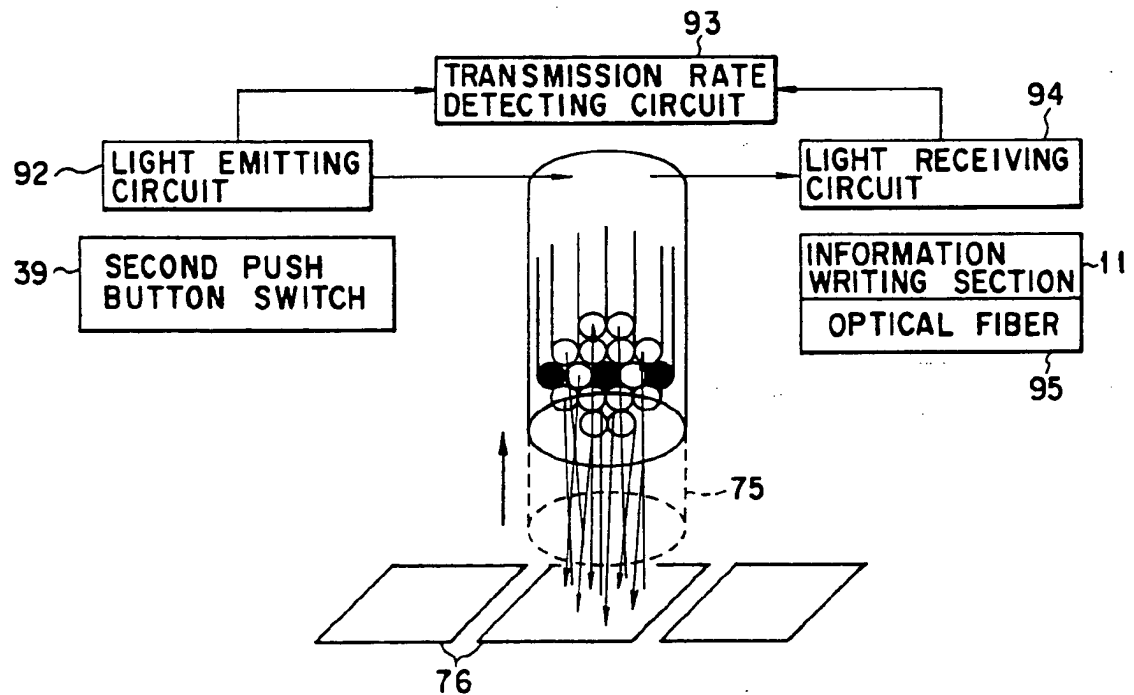 93
TRANSMISSION RATE
DETECTING CIRCUIT
94
92
LIGHT EMITTING
CIRCUIT
LIGHT RECEIVING
CIRCUIT
39
SECOND PUSH
BUTTON SWITCH
INFORMATION
WRITING SECTION
11
OPTICAL FIBER
95
75
76